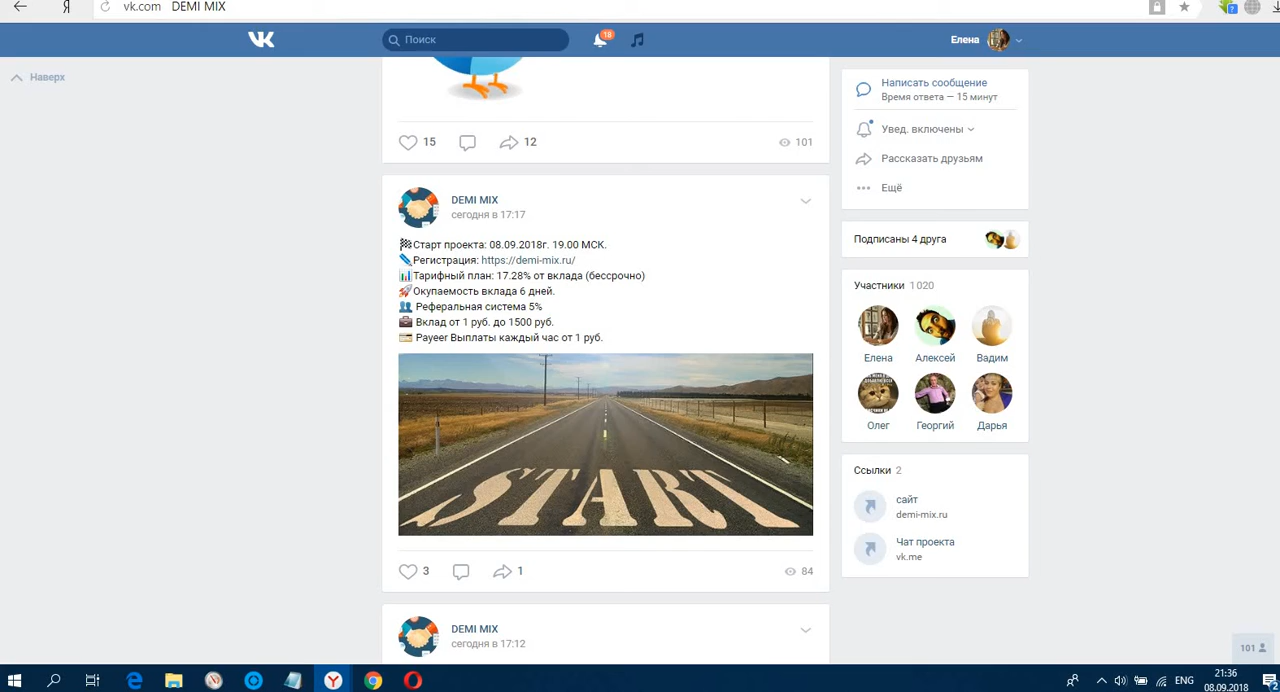 Я
vk.com DEMI MIX
Поиск
18
Елена
Наверх
15
12
101
DEMI MIX
сегодня в 17:17
Старт проекта: 08.09.2018г. 19.00 МСК.
Регистрация: https://demi-mix.ru/
Тарифный план: 17.28% от вклада (бессрочно)
Окупаемость вклада 6 дней.
Реферальная система 5%
Вклад от 1 руб. до 1500 руб.
Payeer Выплаты каждый час от 1 руб.
START
3
1
84
DEMI MIX
сегодня в 17:12
Написать сообщение
Время ответа — 15 минут
Увед. включены
Рассказать друзьям
Ещё
Подписаны 4 друга
Участники 1 020
Елена Алексей Вадим
Олег Георгий Дарья
Ссылки 2
сайт
demi-mix.ru
Чат проекта
vk.me
101
ENG
21:36
08.09.2018